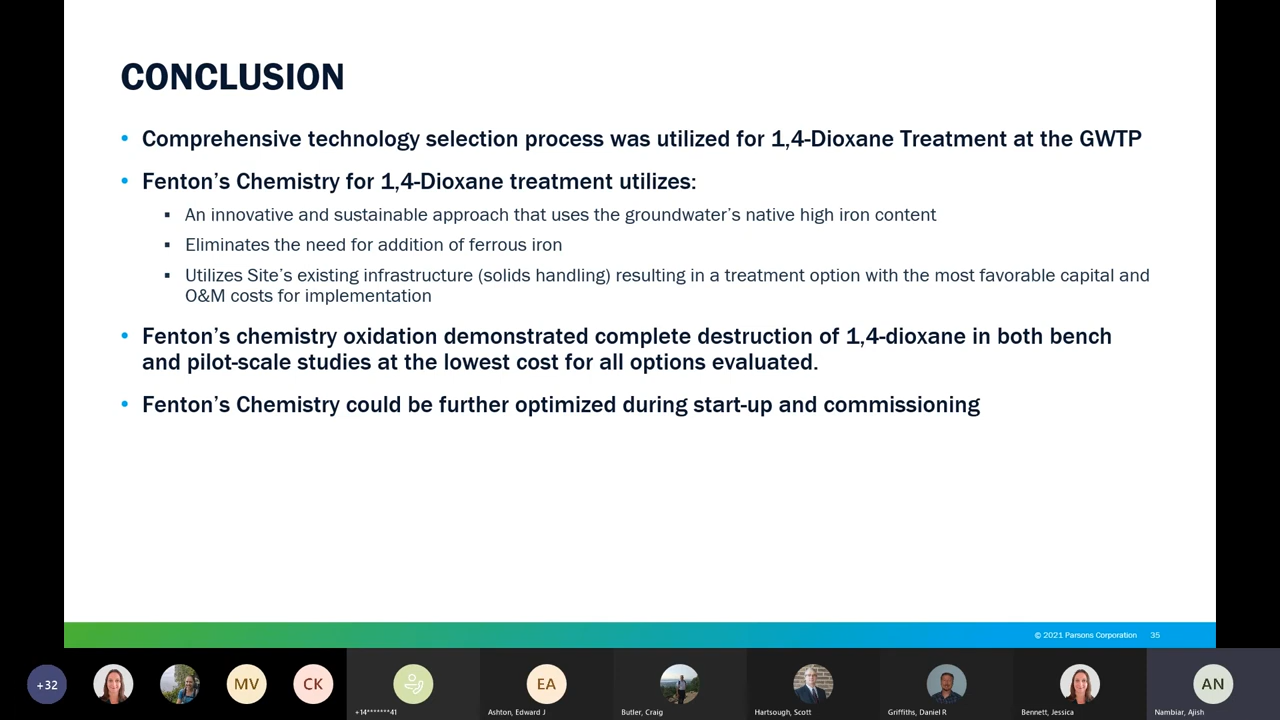 CONCLUSION
• Comprehensive technology selection process was utilized for 1,4-Dioxane Treatment at the GWTP
• Fenton’s Chemistry for 1,4-Dioxane treatment utilizes:
▪ An innovative and sustainable approach that uses the groundwater’s native high iron content
▪ Eliminates the need for addition of ferrous iron
▪ Utilizes Site’s existing infrastructure (solids handling) resulting in a treatment option with the most favorable capital and
O&M costs for implementation
• Fenton’s chemistry oxidation demonstrated complete destruction of 1,4-dioxane in both bench
and pilot-scale studies at the lowest cost for all options evaluated.
• Fenton’s Chemistry could be further optimized during start-up and commissioning
© 2021 Parsons Corporation 35
+32 MV CK EA AN
+14*******41 Ashton, Edward J Butler, Craig Hartsough, Scott Griffiths, Daniel R Bennett, Jessica Nambiar, Ajish